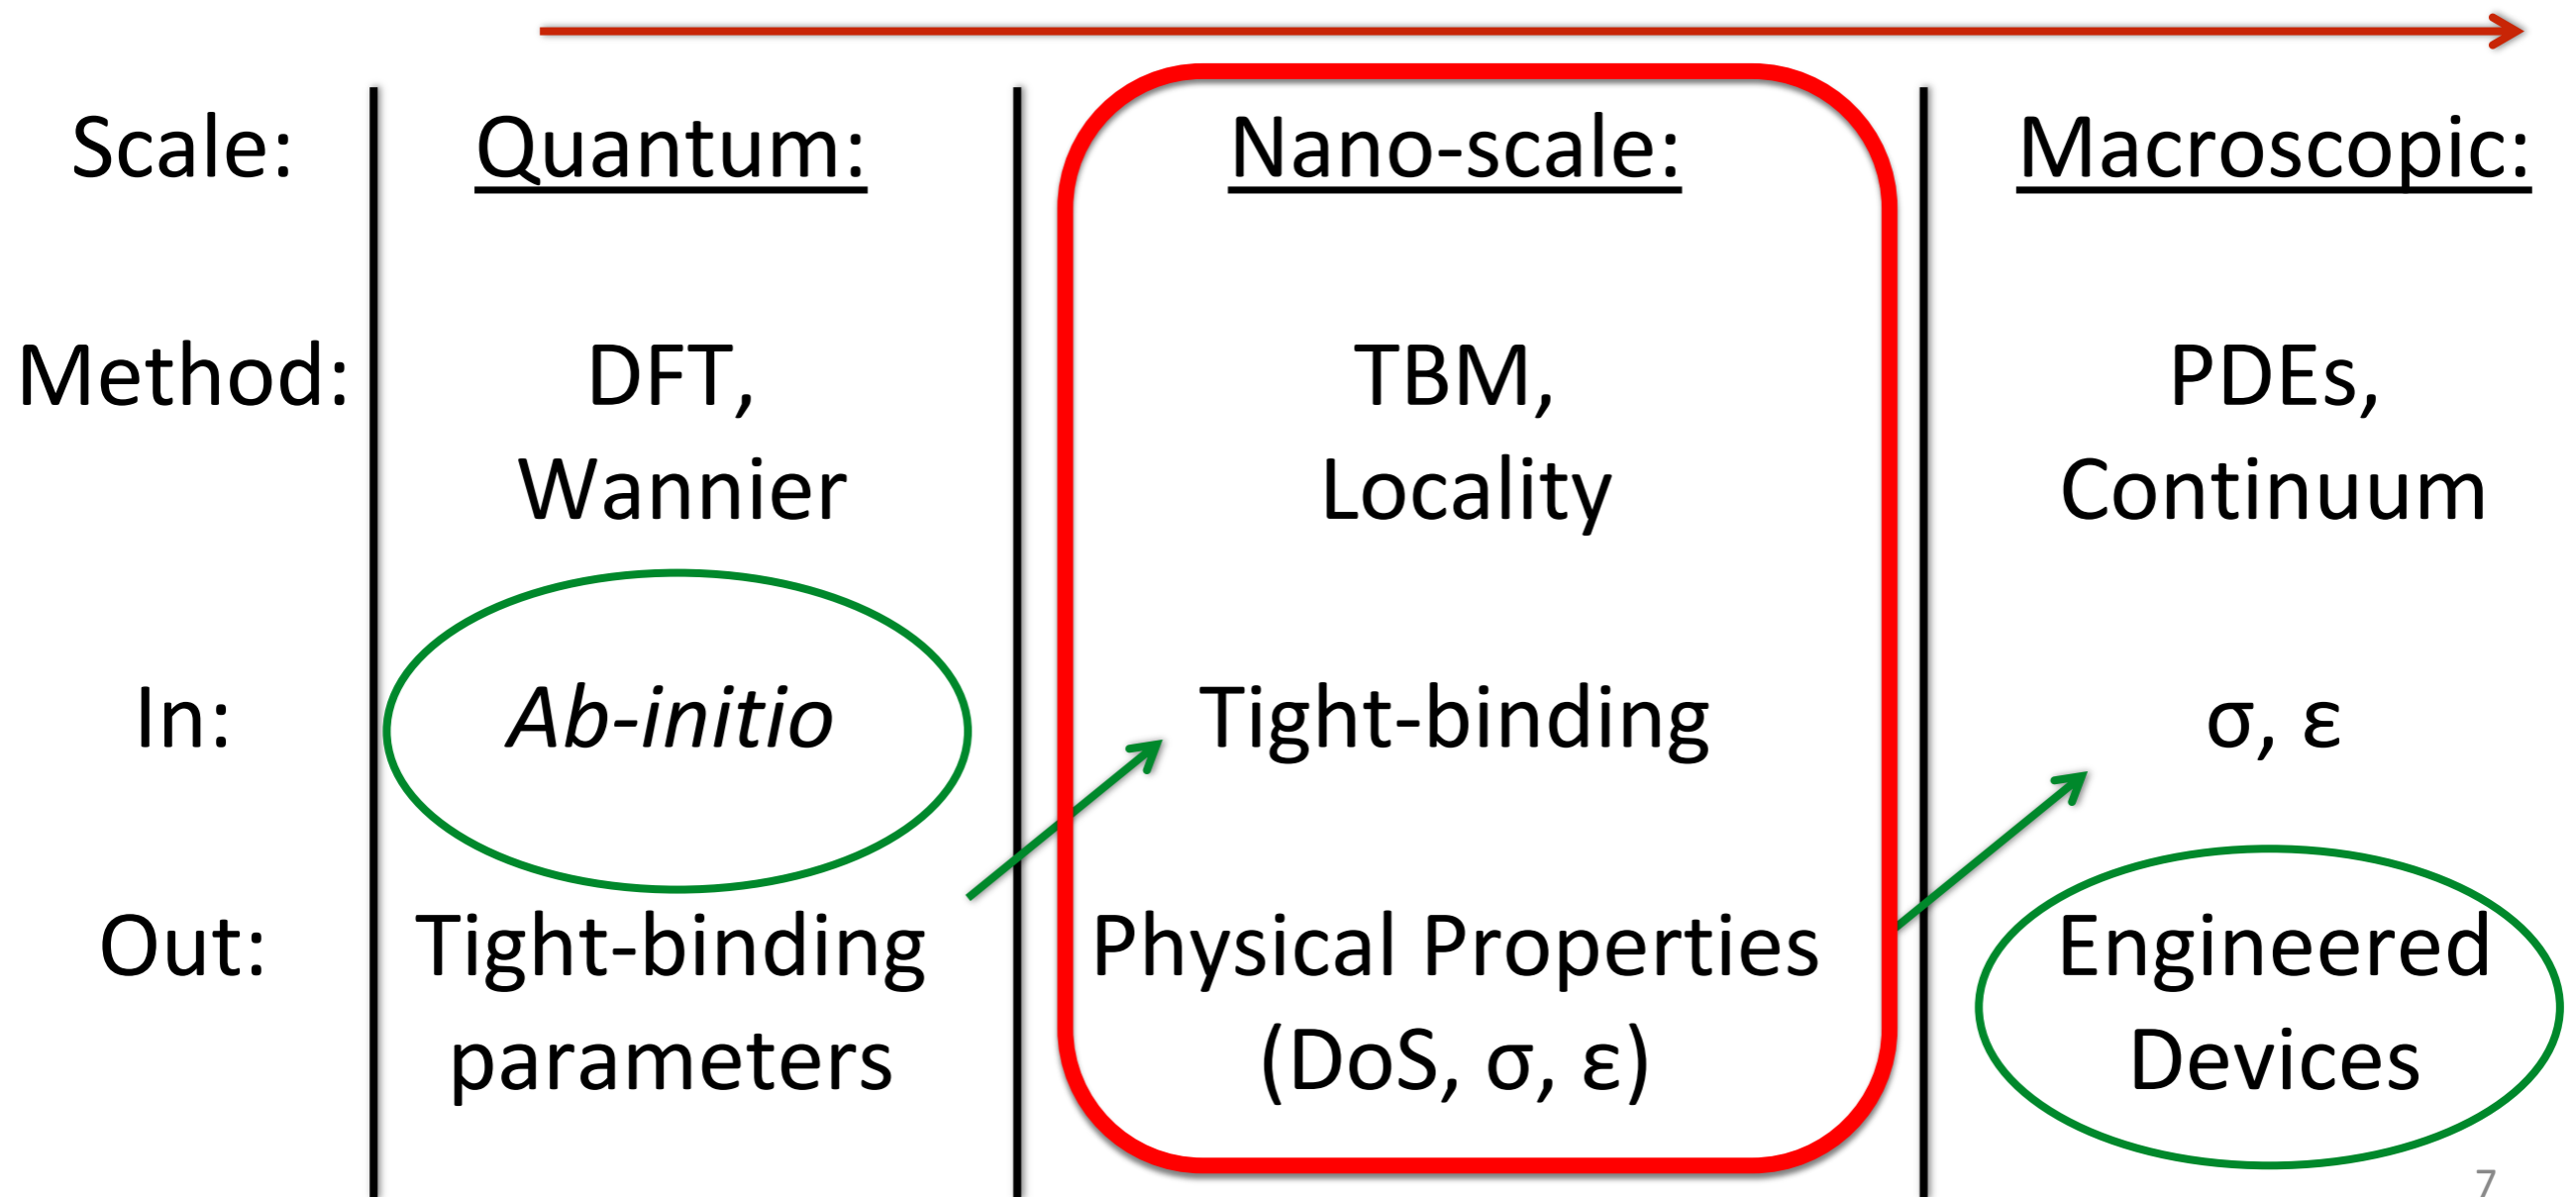 Scale: Quantum: Nano-scale: Macroscopic:
Method: DFT, TBM, PDEs,
Wannier Locality Continuum
In: Ab-initio Tight-binding σ, ε
Out: Tight-binding Physical Properties Engineered
parameters (DoS, σ, ε) Devices
7